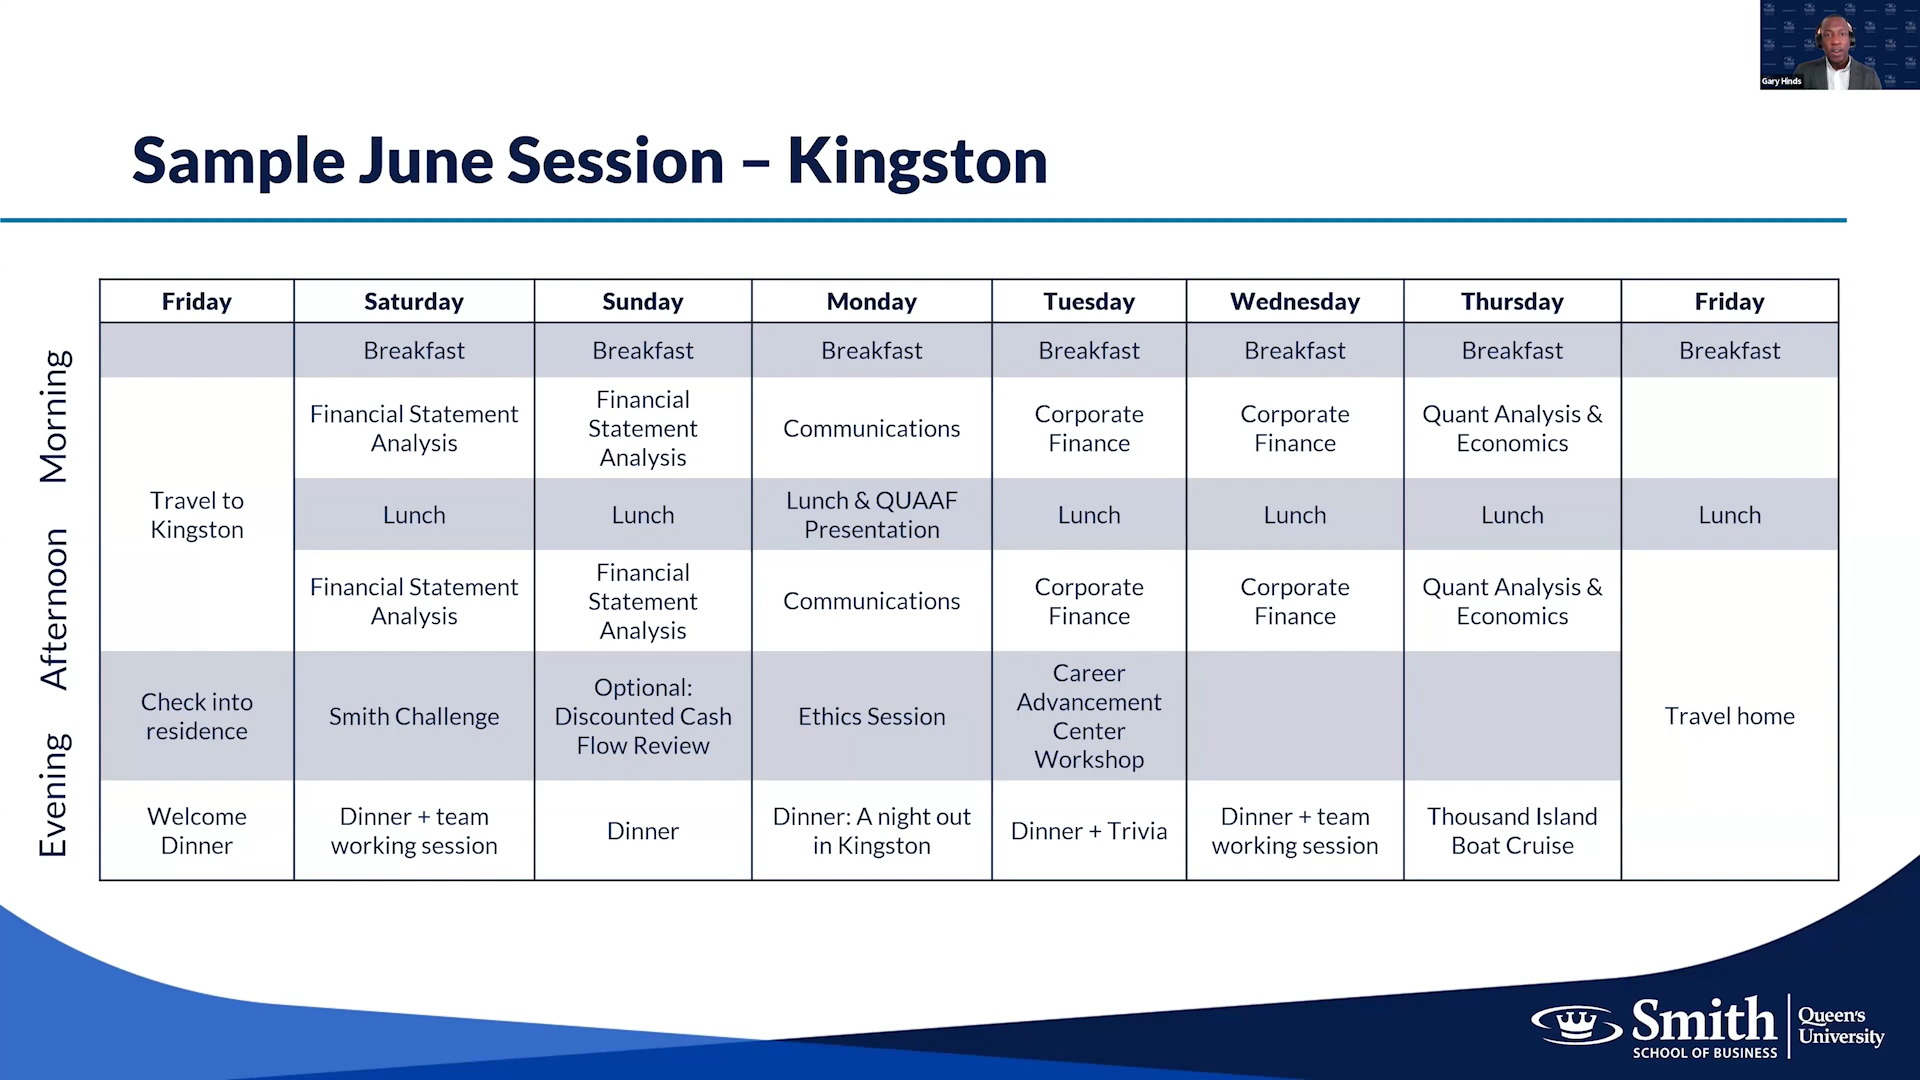 Gary Hinds
Sample June Session – Kingston
Friday
Saturday
Sunday
Monday
Tuesday
Wednesday
Thursday
Friday
Morning
Breakfast
Breakfast
Breakfast
Breakfast
Breakfast
Breakfast
Breakfast
Travel to
Kingston
Financial Statement
Analysis
Financial
Statement
Analysis
Communications
Corporate
Finance
Corporate
Finance
Quant Analysis &
Economics
Lunch
Lunch
Lunch & QUAAF
Presentation
Lunch
Lunch
Lunch
Lunch
Afternoon
Financial Statement
Analysis
Financial
Statement
Analysis
Communications
Corporate
Finance
Corporate
Finance
Quant Analysis &
Economics
Check into
residence
Smith Challenge
Optional:
Discounted Cash
Flow Review
Ethics Session
Career
Advancement
Center
Workshop
Travel home
Evening
Welcome
Dinner
Dinner + team
working session
Dinner
Dinner: A night out
in Kingston
Dinner + Trivia
Dinner + team
working session
Thousand Island
Boat Cruise
Smith
SCHOOL OF BUSINESS
Queen's
University